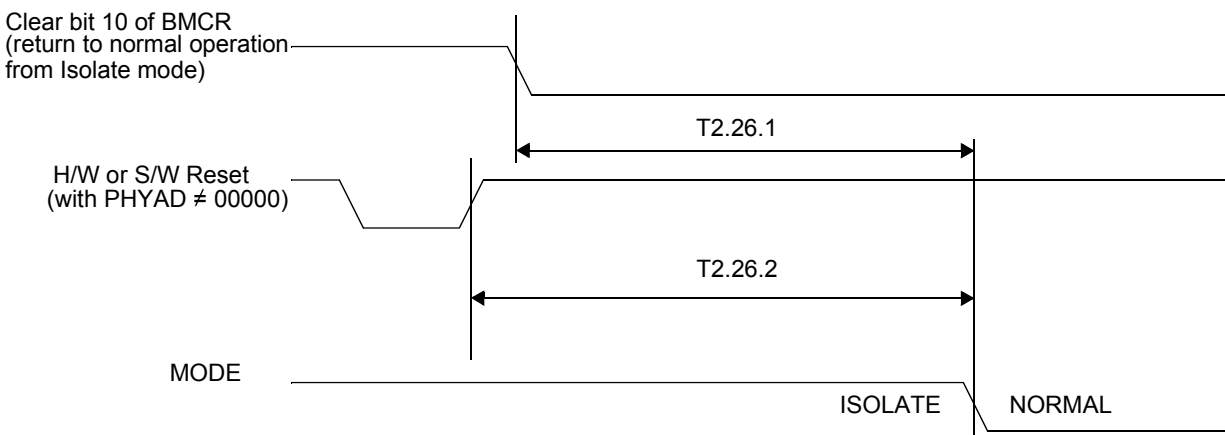 Clear bit 10 of BMCR
(return to normal operation
from Isolate mode)
T2.26.1
H/W or S/W Reset
(with PHYAD ≠ 00000)
T2.26.2
MODE
ISOLATE
NORMAL